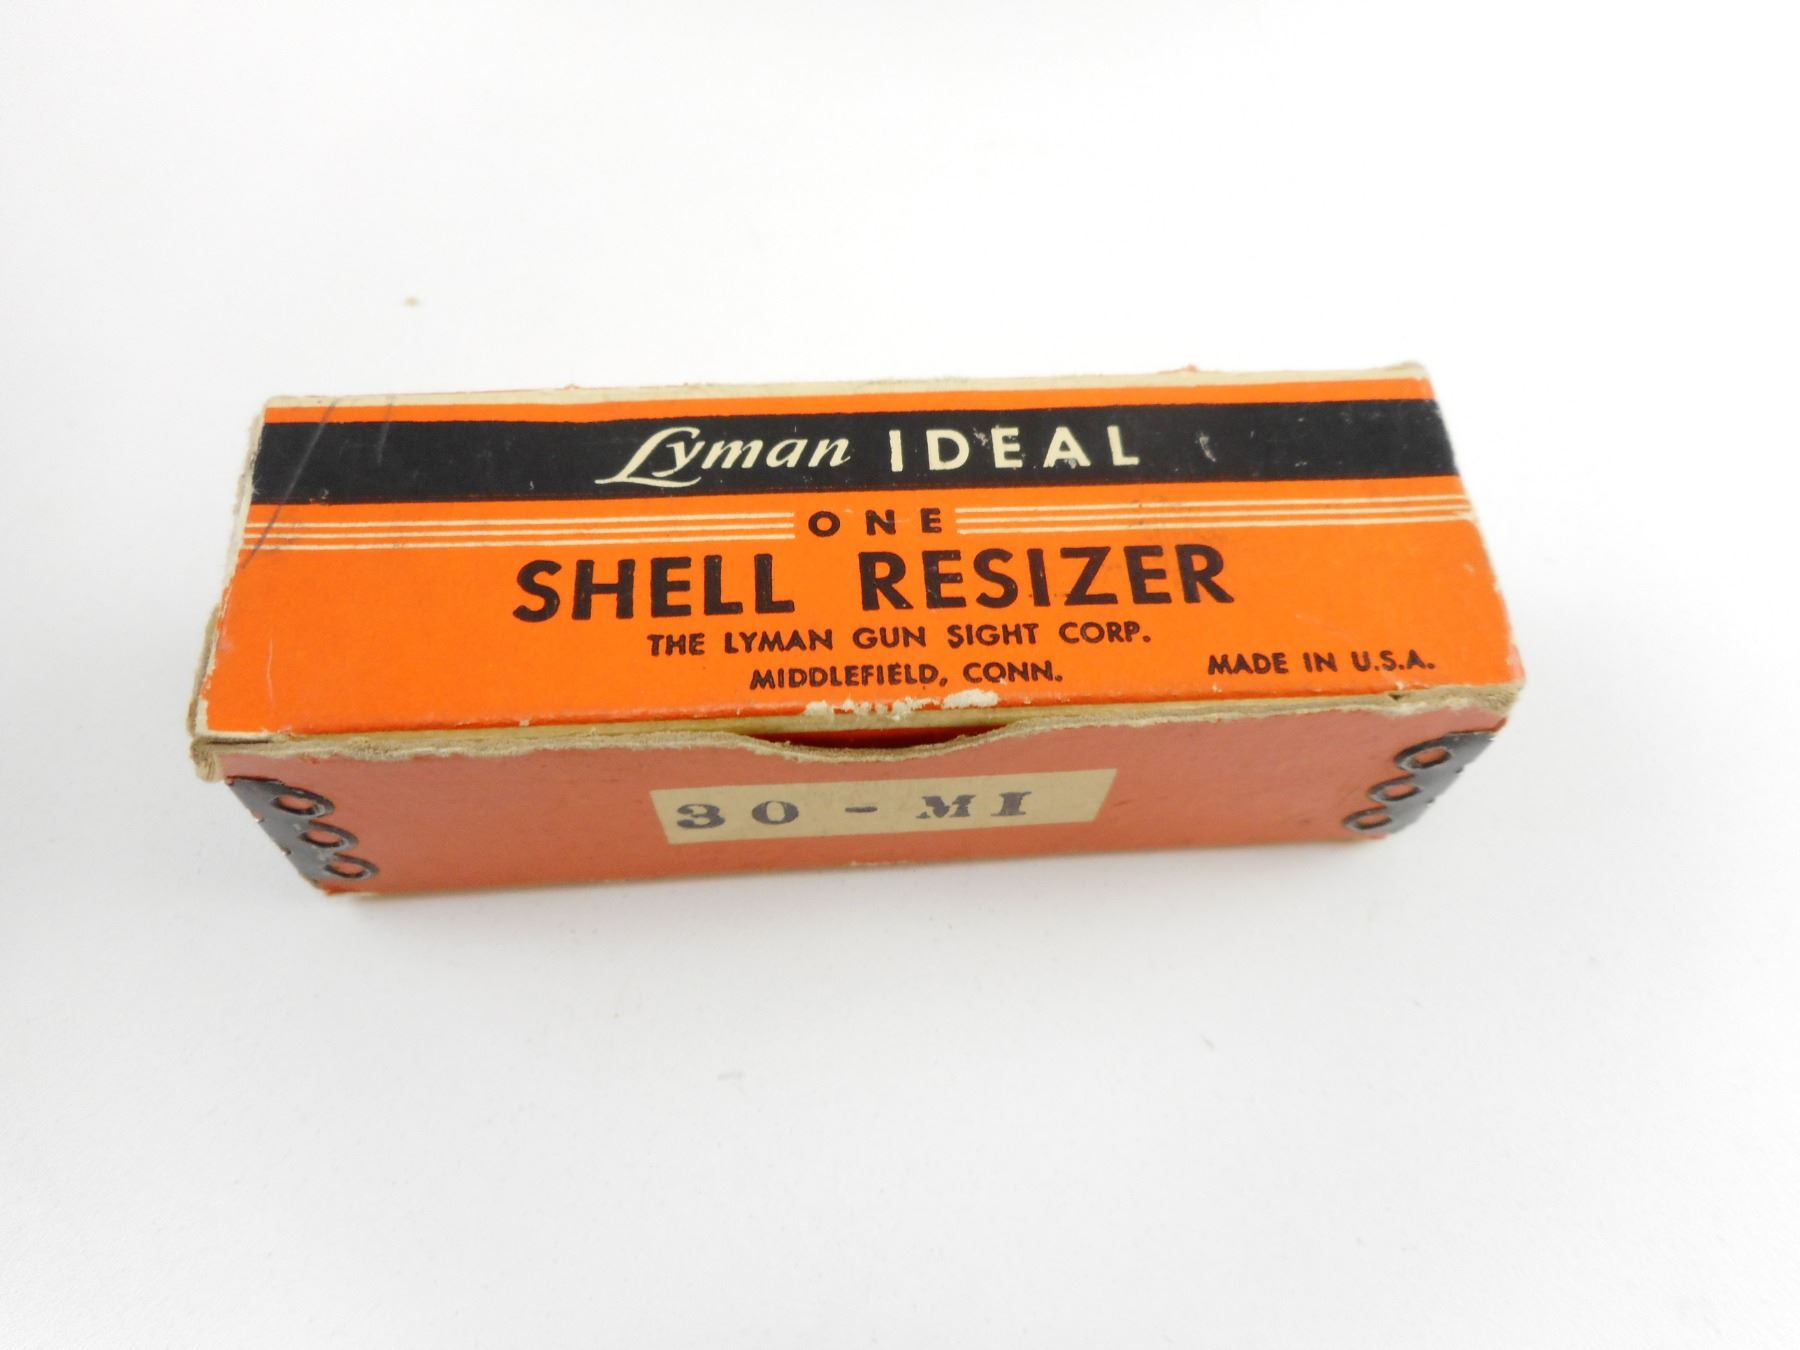 Lyman IDEAL
ONE
SHELL RESIZER
THE LYMAN GUN SIGHT CORP.
MIDDLEFIELD, CONN.
MADE IN U.S.A.
30 - MI